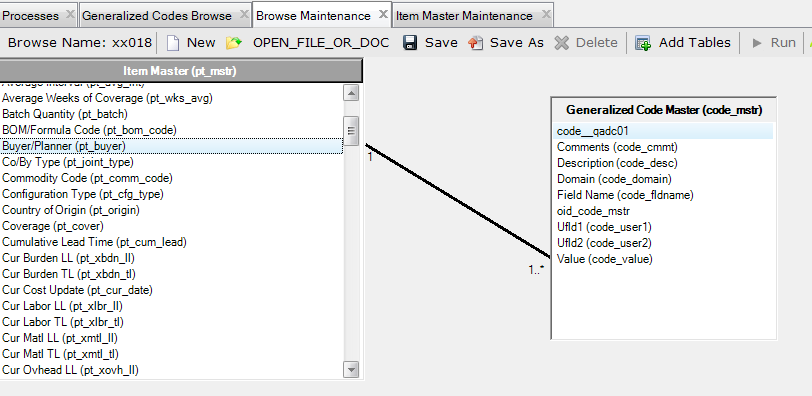 Processes × Generalized Codes Browse × Browse Maintenance × Item Master Maintenance ×
Browse Name: xx018 New OPEN_FILE_OR_DOC Save Save As Delete Add Tables Run
Item Master (pt_mstr)
Average Interval (pt_avg_int)
Average Weeks of Coverage (pt_wks_avg)
Batch Quantity (pt_batch)
BOM/Formula Code (pt_bom_code)
Buyer/Planner (pt_buyer)
Co/By Type (pt_joint_type)
Commodity Code (pt_comm_code)
Configuration Type (pt_cfg_type)
Country of Origin (pt_origin)
Coverage (pt_cover)
Cumulative Lead Time (pt_cum_lead)
Cur Burden LL (pt_xbdn_ll)
Cur Burden TL (pt_xbdn_tl)
Cur Cost Update (pt_cur_date)
Cur Labor LL (pt_xlbr_ll)
Cur Labor TL (pt_xlbr_tl)
Cur Matl LL (pt_xmtl_ll)
Cur Matl TL (pt_xmtl_tl)
Cur Ovhead LL (pt_xovh_ll)
1
1..*
Generalized Code Master (code_mstr)
code__qadc01
Comments (code_cmmt)
Description (code_desc)
Domain (code_domain)
Field Name (code_fldname)
oid_code_mstr
Ufld1 (code_user1)
Ufld2 (code_user2)
Value (code_value)